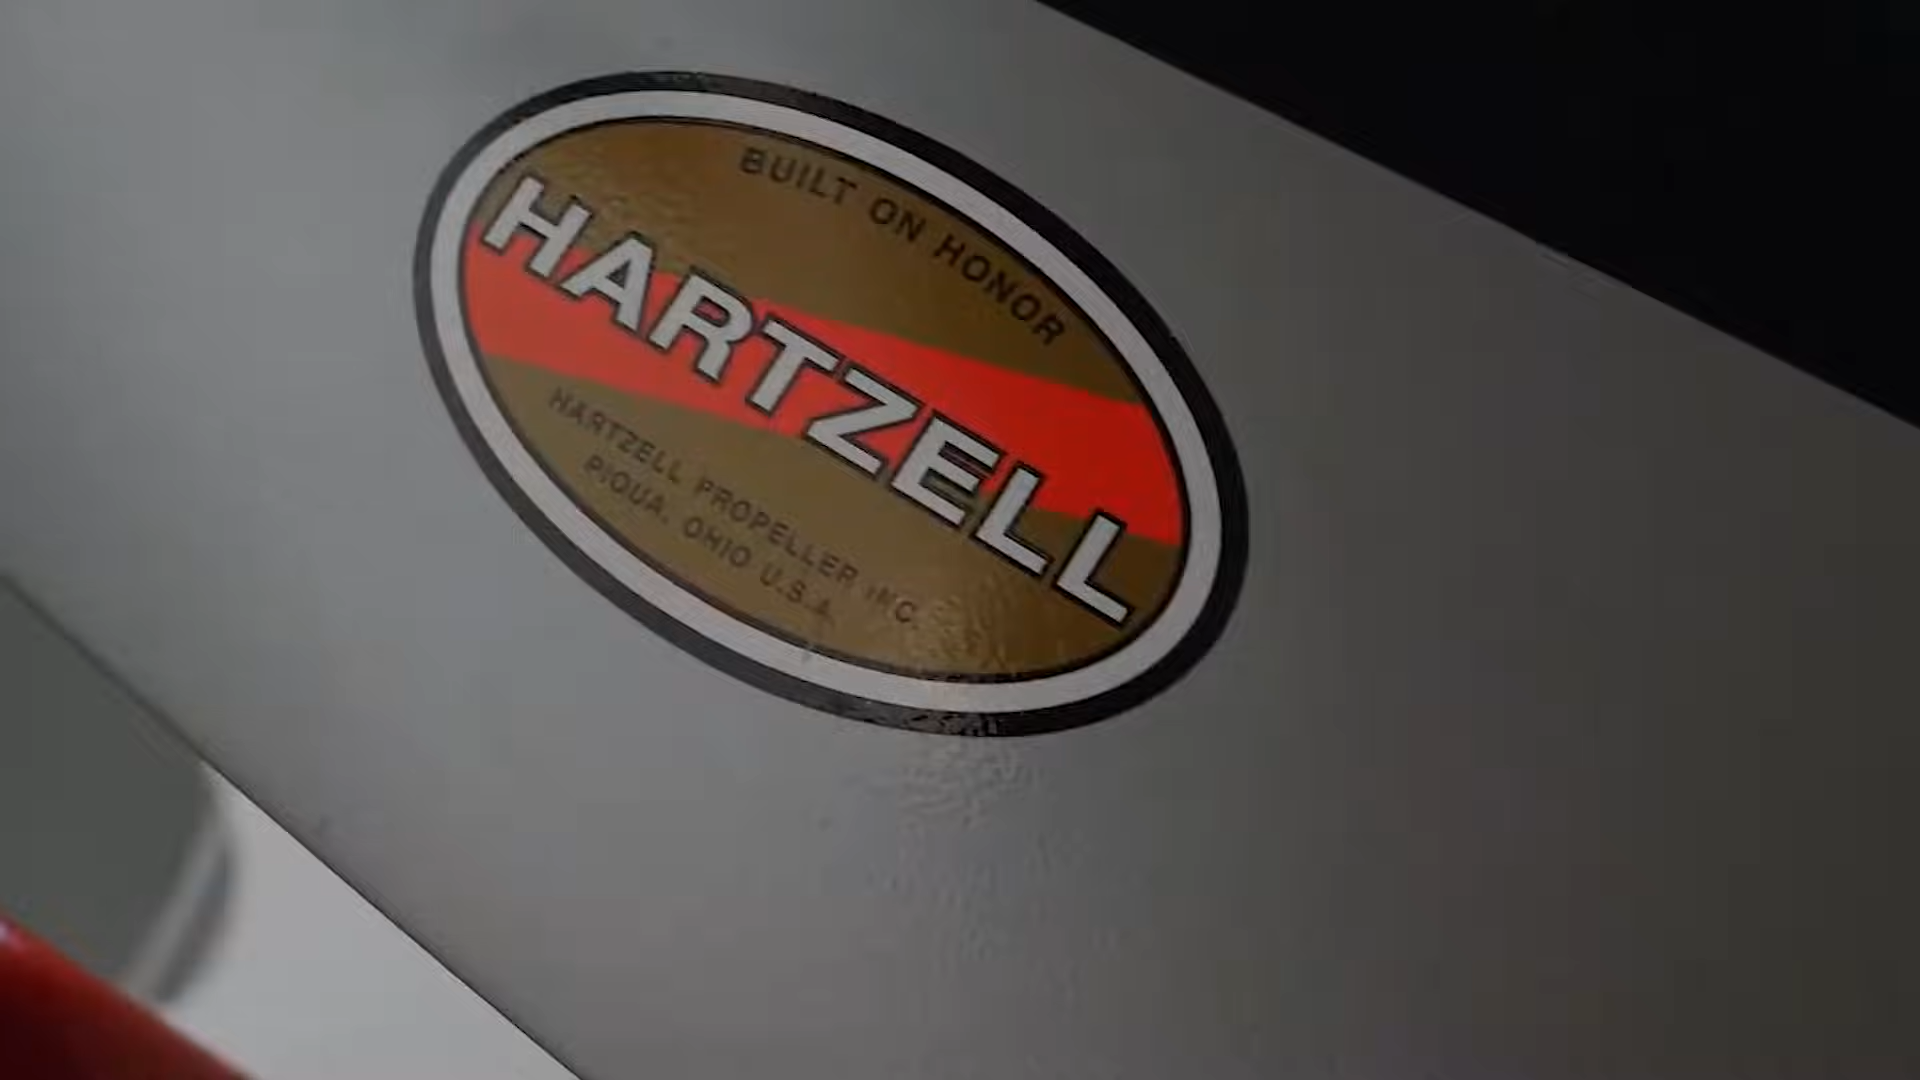 BUILT ON HONOR
HARTZELL
HARTZELL PROPELLER INC.
PIQUA, OHIO U.S.A.